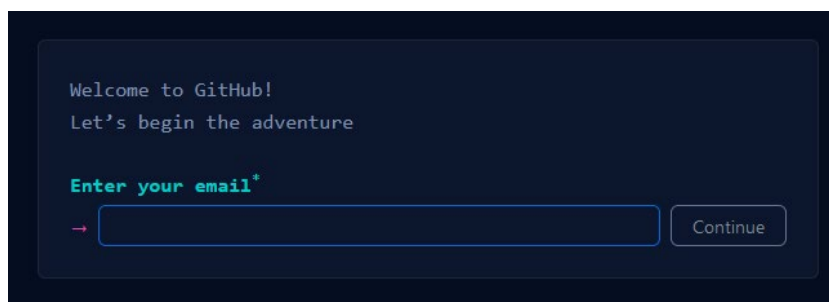 Welcome to GitHub!
Let’s begin the adventure
Enter your email*
→ Continue